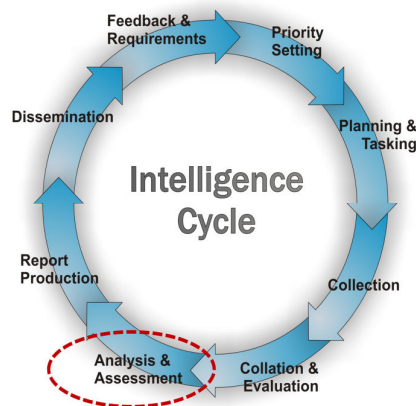 Feedback &
Requirements
Priority
Setting
Planning &
Tasking
Collection
Collation &
Evaluation
Analysis &
Assessment
Report
Production
Dissemination
Intelligence
Cycle